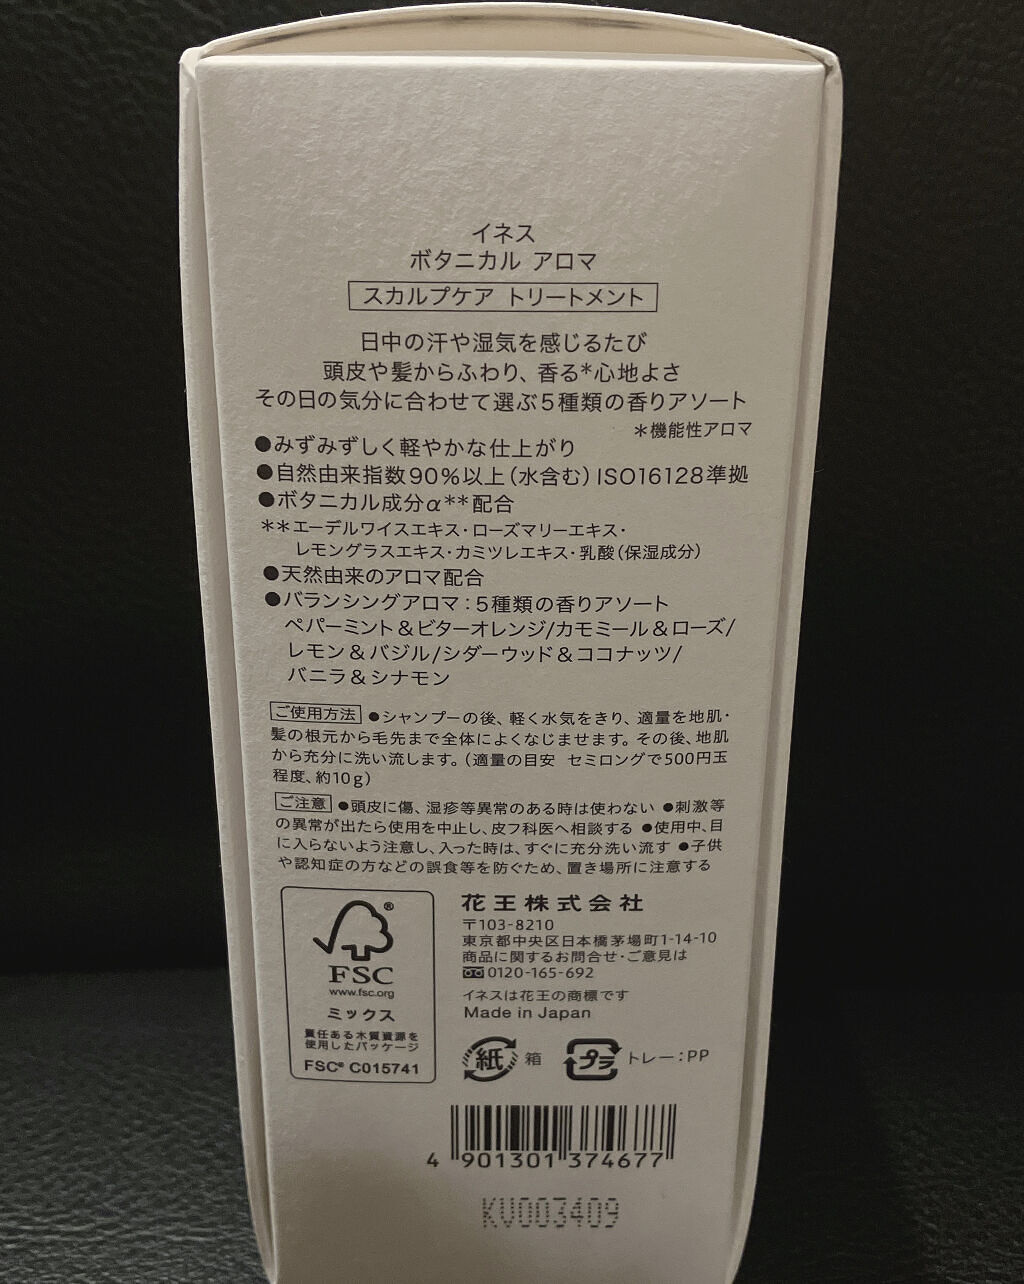 イネス
ボタニカル アロマ
スカルプケア トリートメント
日中の汗や湿気を感じるたび
頭皮や髪からふわり、香る*心地よさ
その日の気分に合わせて選ぶ5種類の香りアソート
*機能性アロマ
●みずみずしく軽やかな仕上がり
●自然由来指数90%以上(水含む)ISO16128準拠
●ボタニカル成分α**配合
**エーデルワイスエキス・ローズマリーエキス・
レモングラスエキス・カミツレエキス・乳酸(保湿成分)
●天然由来のアロマ配合
●バランシングアロマ:5種類の香りアソート
ペパーミント&ビターオレンジ/カモミール&ローズ/
レモン&バジル/シダーウッド&ココナッツ/
バニラ&シナモン
ご使用方法 ●シャンプーの後、軽く水気をきり、適量を地肌・
髪の根元から毛先まで全体によくなじませます。その後、地肌
から充分に洗い流します。(適量の目安 セミロングで500円玉
程度、約10g)
ご注意 ●頭皮に傷、湿疹等異常のある時は使わない ●刺激等
の異常が出たら使用を中止し、皮フ科医へ相談する ●使用中、目
に入らないよう注意し、入った時は、すぐに充分洗い流す ●子供
や認知症の方などの誤食等を防ぐため、置き場所に注意する
FSC
www.fsc.org
ミックス
責任ある木質資源を
使用したパッケージ
FSC® C015741
花王株式会社
〒103-8210
東京都中央区日本橋茅場町1-14-10
商品に関するお問合せ・ご意見は
0120-165-692
イネスは花王の商標です
Made in Japan
紙 箱 プラ トレー:PP
4 901301 374677
KV003409